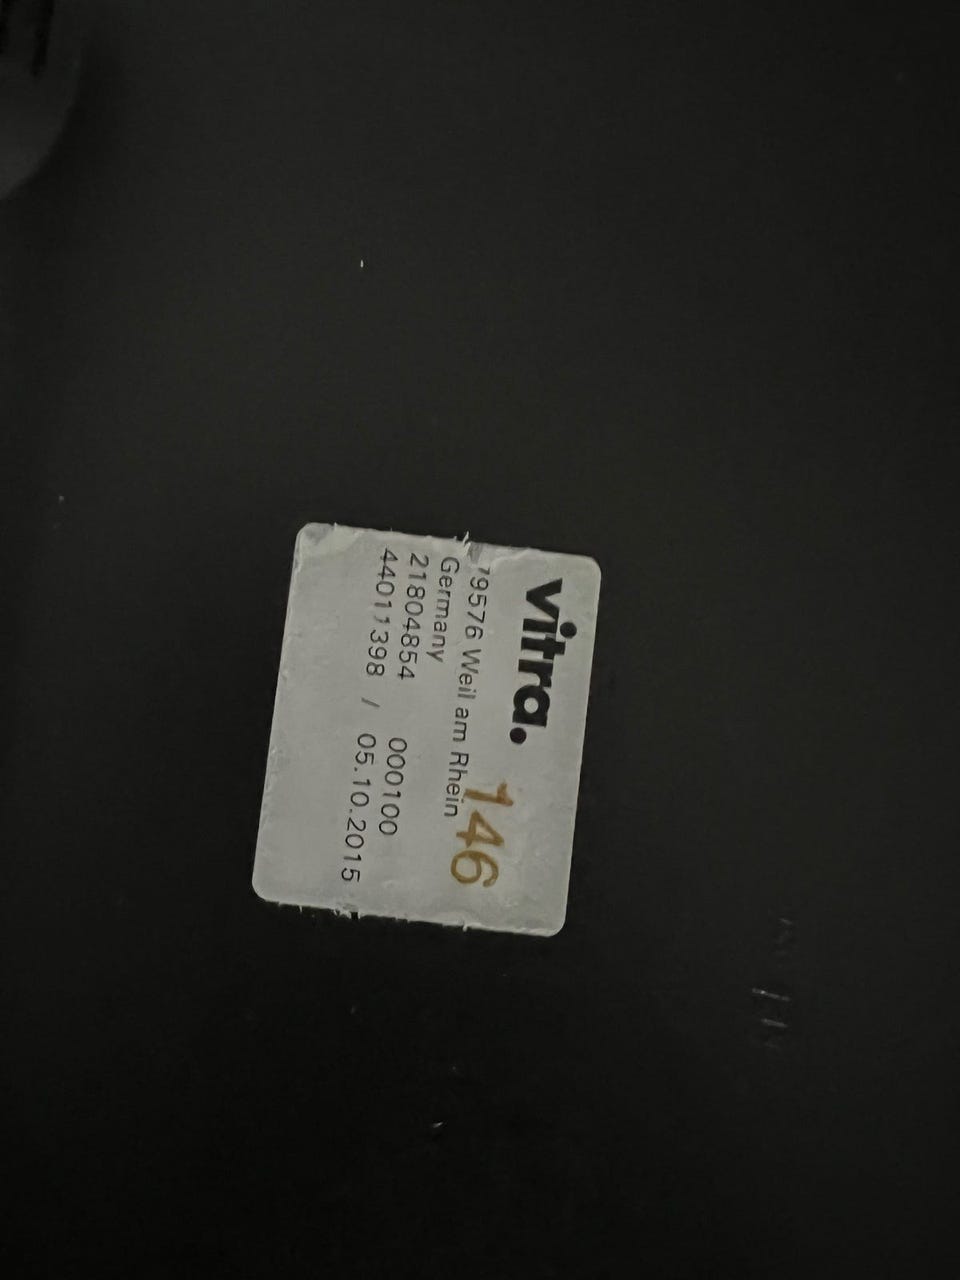 vitra.
146
79576 Weil am Rhein
Germany
21804854 000100
44011398 / 05.10.2015